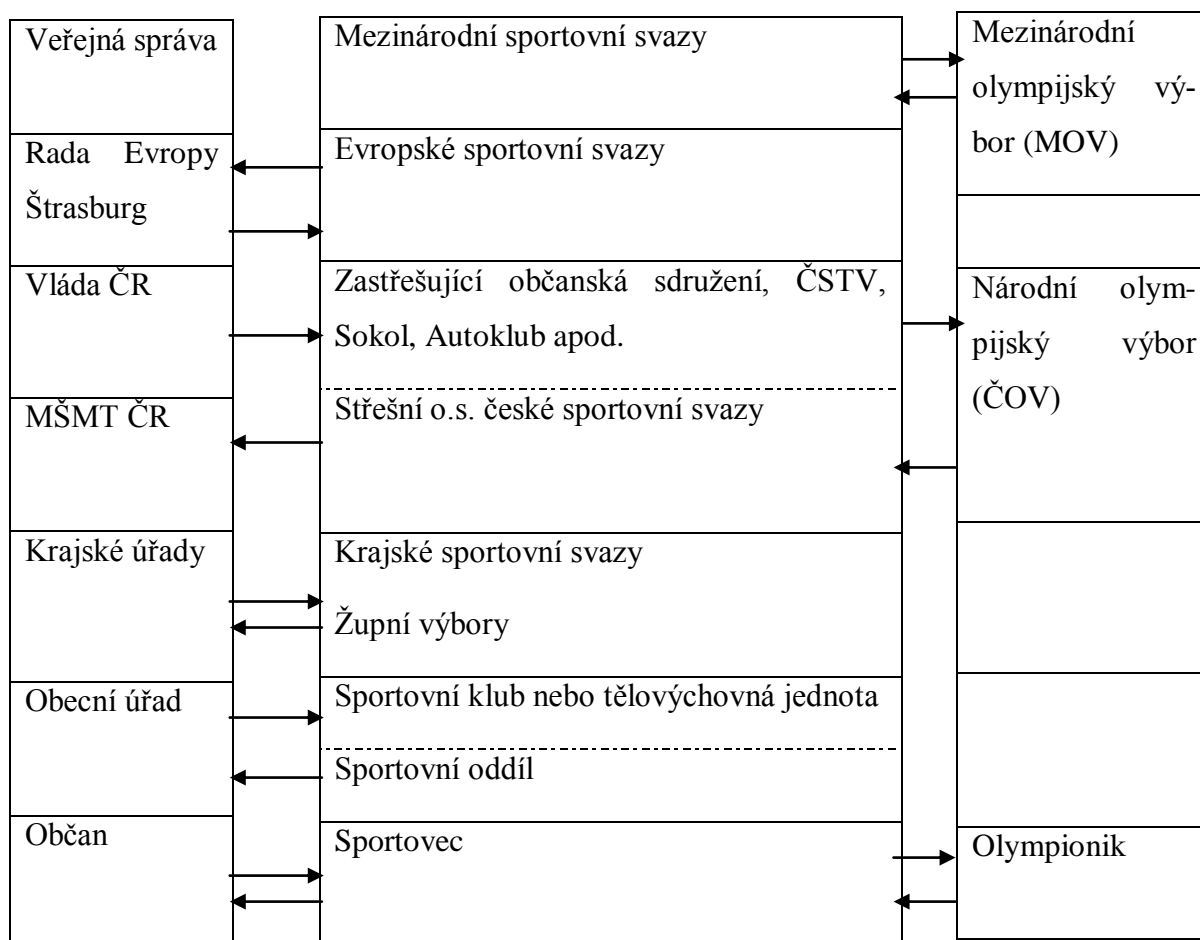 Veřejná správa
Rada Evropy
Štrasburg
Vláda ČR
MŠMT ČR
Krajské úřady
Obecní úřad
Občan
Mezinárodní sportovní svazy
Evropské sportovní svazy
Zastřešující občanská sdružení, ČSTV,
Sokol, Autoklub apod.
Střešní o.s. české sportovní svazy
Krajské sportovní svazy
Župní výbory
Sportovní klub nebo tělovýchovná jednota
Sportovní oddíl
Sportovec
Mezinárodní
olympijský vý-
bor (MOV)
Národní olym-
pijský výbor
(ČOV)
Olympionik